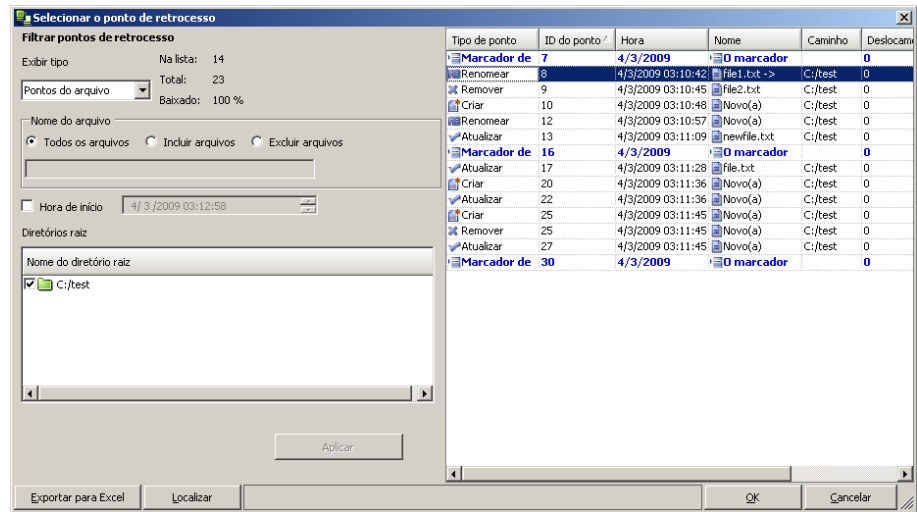 Selecionar o ponto de retrocesso
Filtrar pontos de retrocesso
Exibir tipo
Na lista: 14
Total: 23
Pontos do arquivo
Baixado: 100 %
Nome do arquivo
Todos os arquivos Incluir arquivos Excluir arquivos
Hora de início 4/ 3 /2009 03:12:58
Diretórios raiz
Nome do diretório raiz
C:/test
Aplicar
Tipo de ponto ID do ponto Hora Nome Caminho Deslocam
Marcador de 7 4/3/2009 O marcador 0
Renomear 8 4/3/2009 03:10:42 file1.txt -> C:/test 0
Remover 9 4/3/2009 03:10:45 file2.txt C:/test 0
Criar 10 4/3/2009 03:10:48 Novo(a) C:/test 0
Renomear 12 4/3/2009 03:10:57 Novo(a) C:/test 0
Atualizar 13 4/3/2009 03:11:09 newfile.txt C:/test 0
Marcador de 16 4/3/2009 O marcador 0
Atualizar 17 4/3/2009 03:11:28 file.txt C:/test 0
Criar 20 4/3/2009 03:11:36 Novo(a) C:/test 0
Atualizar 22 4/3/2009 03:11:36 Novo(a) C:/test 0
Criar 25 4/3/2009 03:11:45 Novo(a) C:/test 0
Remover 25 4/3/2009 03:11:45 Novo(a) C:/test 0
Atualizar 27 4/3/2009 03:11:45 Novo(a) C:/test 0
Marcador de 30 4/3/2009 O marcador 0
Exportar para Excel Localizar OK Cancelar